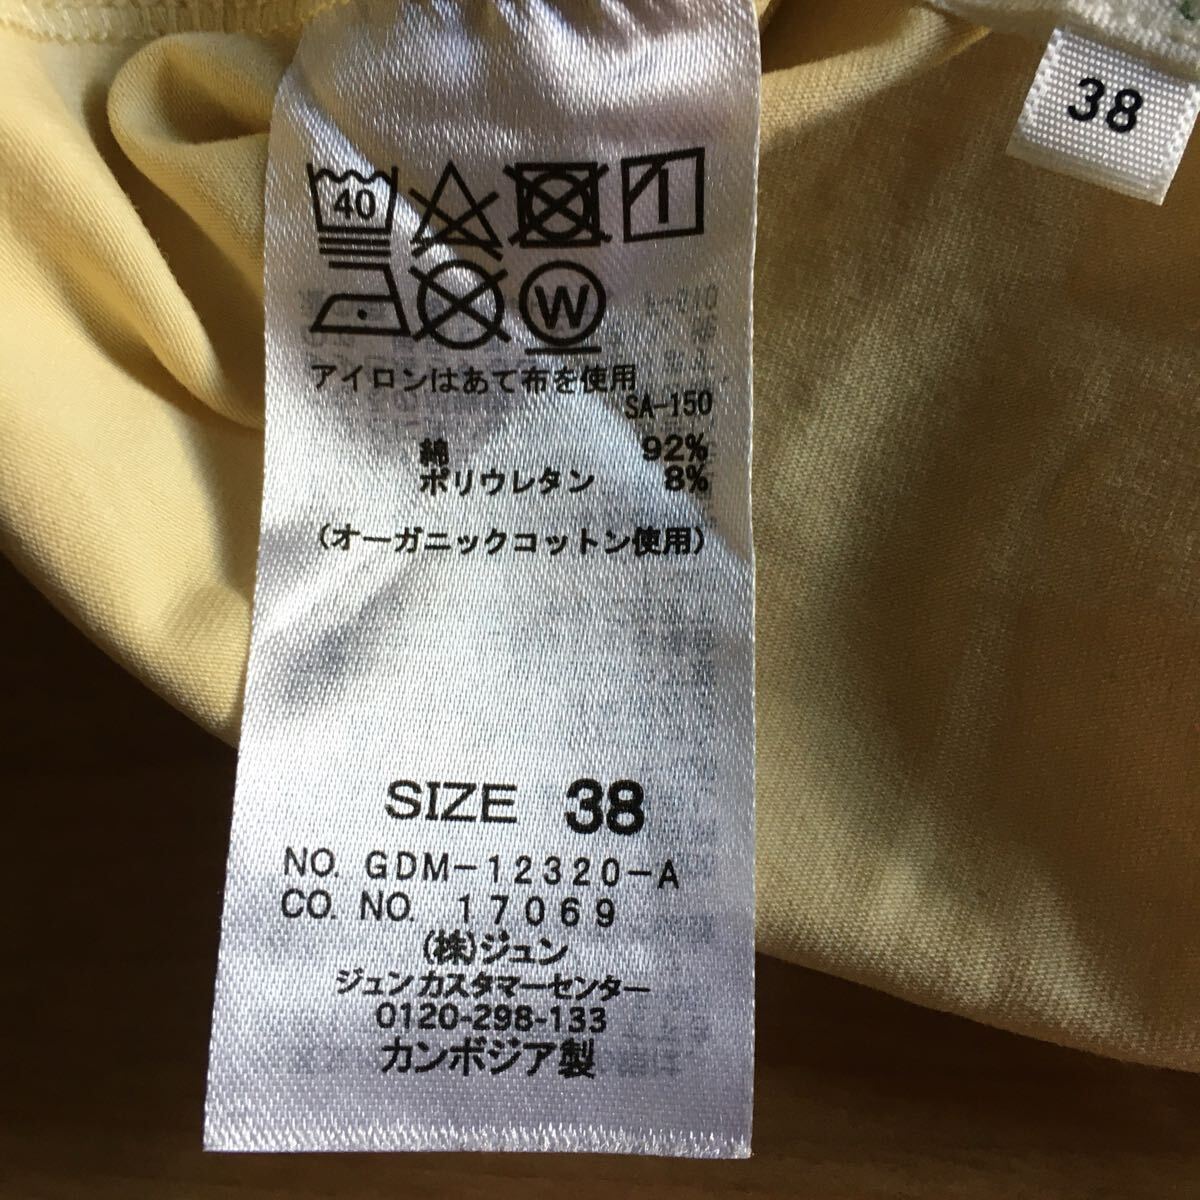 38
40
W
アイロンはあて布を使用
SA-150
綿 92%
ポリウレタン 8%
(オーガニックコットン使用)
SIZE 38
NO. GDM-12320-A
CO. NO. 17069
(株)ジュン
ジュンカスタマーセンター
0120-298-133
カンボジア製